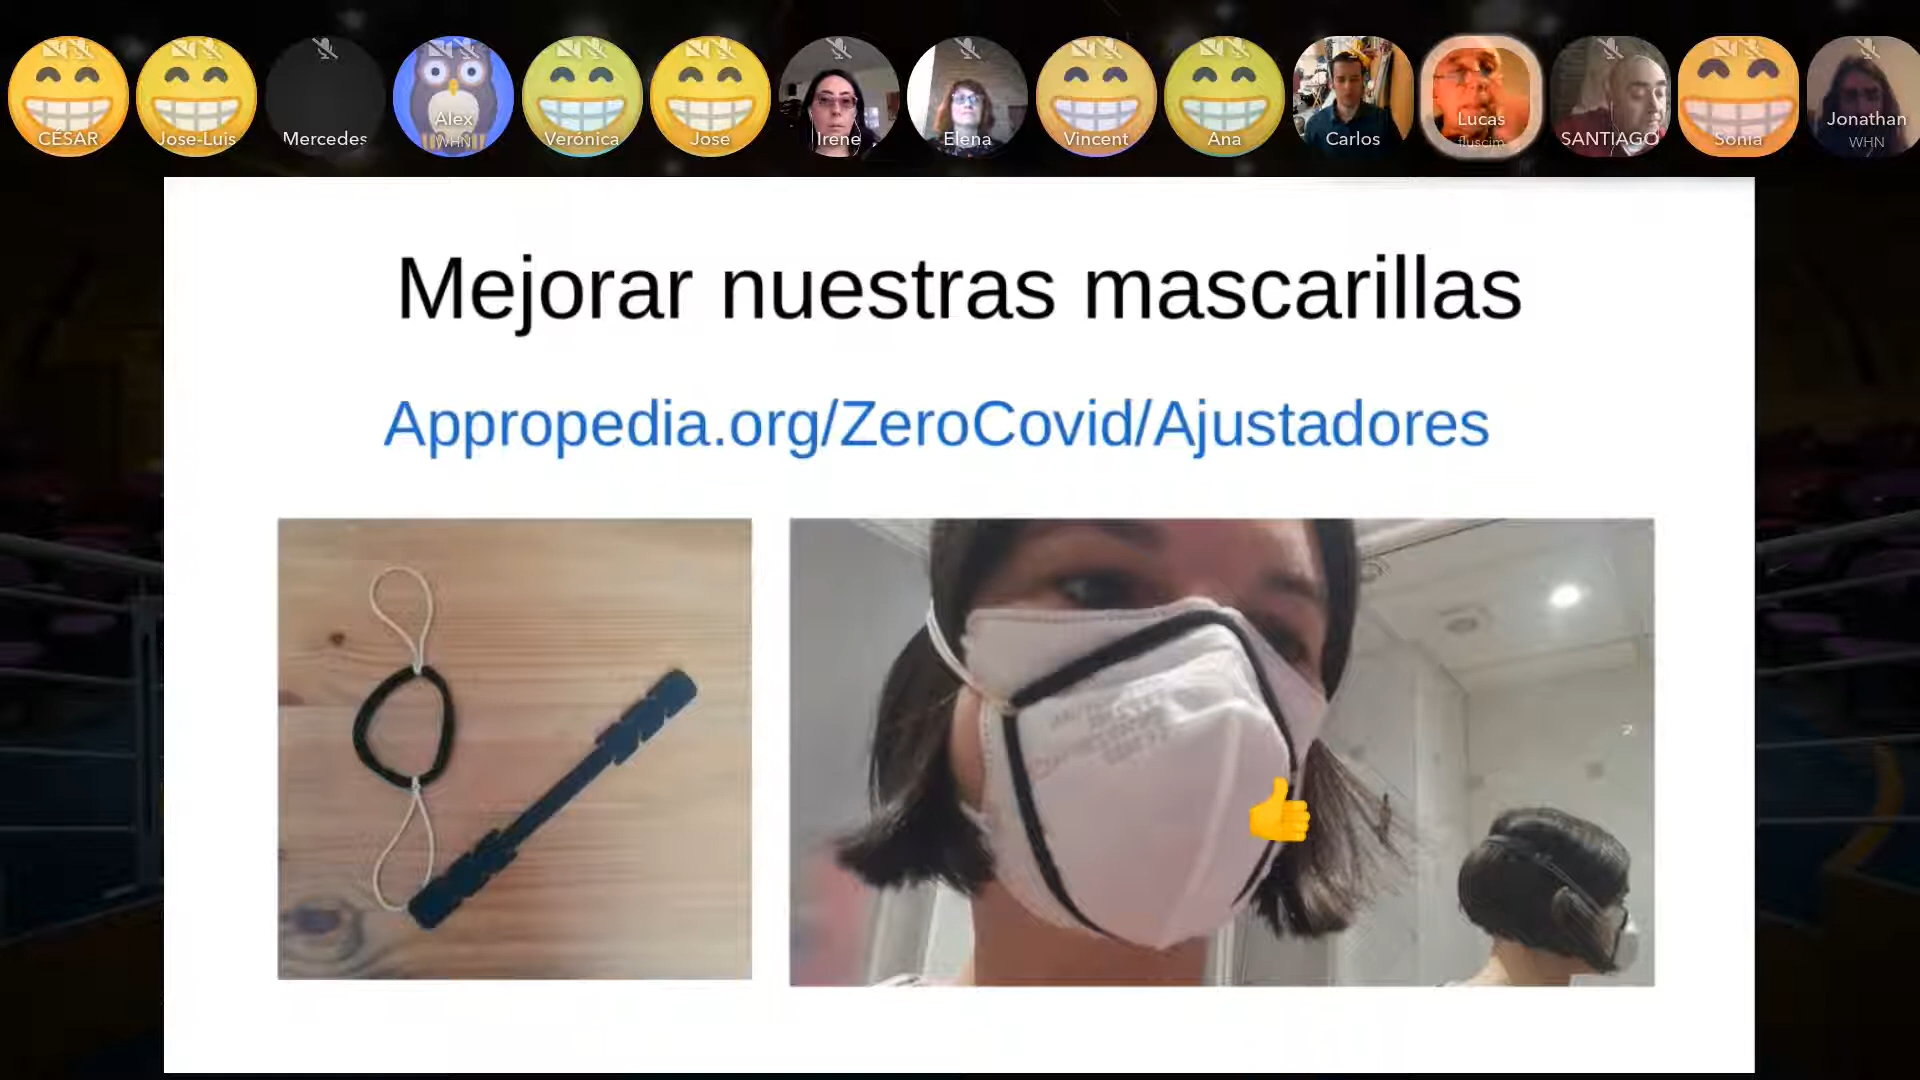 CÉSAR
Jose-Luis
Mercedes
Alex
WHN
Verónica
Jose
Irene
Elena
Vincent
Ana
Carlos
Lucas
fluscim
SANTIAGO
Sonia
Jonathan
WHN
Mejorar nuestras mascarillas
Appropedia.org/ZeroCovid/Ajustadores